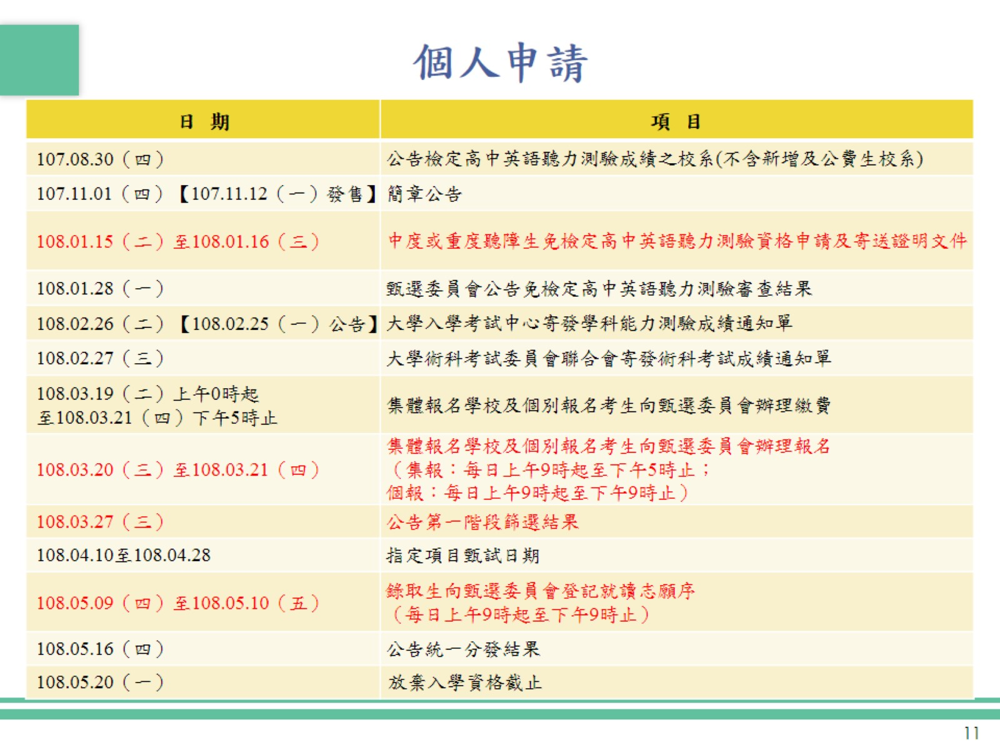 個人申請
日 期
項 目
107.08.30（四）
公告檢定高中英語聽力測驗成績之校系(不含新增及公費生校系)
107.11.01（四）【107.11.12（一）發售】
簡章公告
108.01.15（二）至108.01.16（三）
中度或重度聽障生免檢定高中英語聽力測驗資格申請及寄送證明文件
108.01.28（一）
甄選委員會公告免檢定高中英語聽力測驗審查結果
108.02.26（二）【108.02.25（一）公告】
大學入學考試中心寄發學科能力測驗成績通知單
108.02.27（三）
大學術科考試委員會聯合會寄發術科考試成績通知單
108.03.19（二）上午0時起
至108.03.21（四）下午5時止
集體報名學校及個別報名考生向甄選委員會辦理繳費
108.03.20（三）至108.03.21（四）
集體報名學校及個別報名考生向甄選委員會辦理報名
（集報：每日上午9時起至下午5時止；
個報：每日上午9時起至下午9時止）
108.03.27（三）
公告第一階段篩選結果
108.04.10至108.04.28
指定項目甄試日期
108.05.09（四）至108.05.10（五）
錄取生向甄選委員會登記就讀志願序
（每日上午9時起至下午9時止）
108.05.16（四）
公告統一分發結果
108.05.20（一）
放棄入學資格截止
11